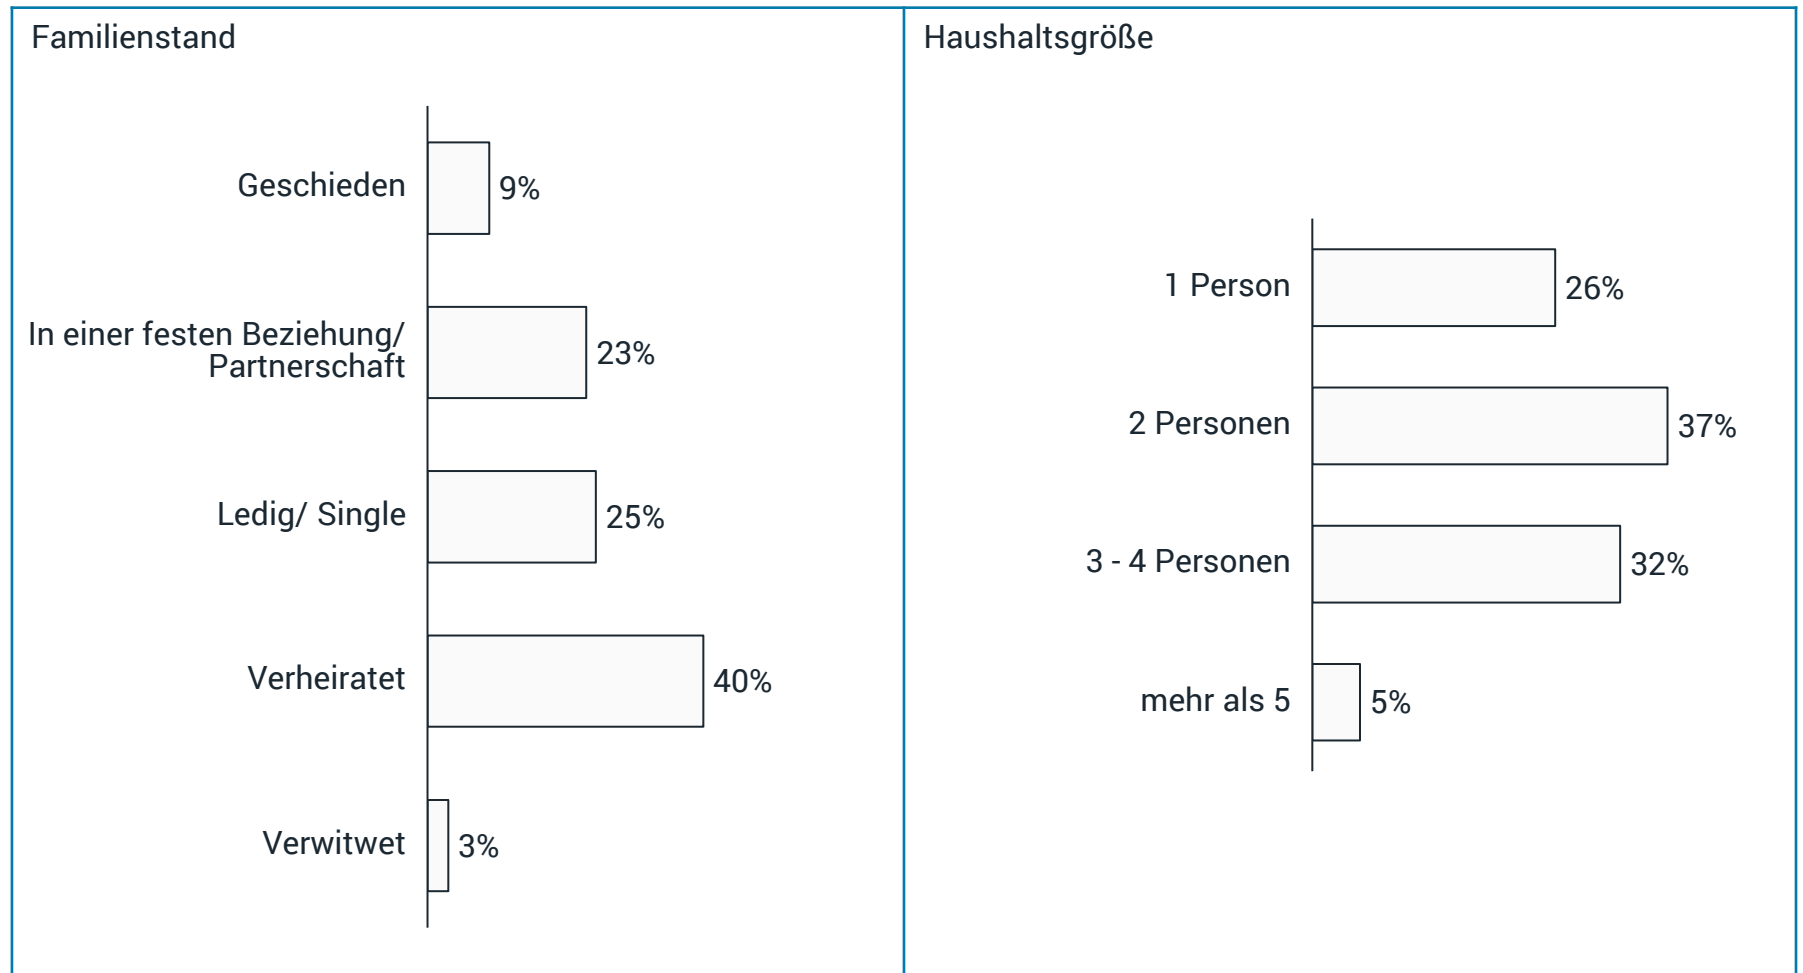 Familienstand
Geschieden
9%
In einer festen Beziehung/
Partnerschaft
23%
Ledig/ Single
25%
Verheiratet
40%
Verwitwet
3%
Haushaltsgröße
1 Person
26%
2 Personen
37%
3 - 4 Personen
32%
mehr als 5
5%